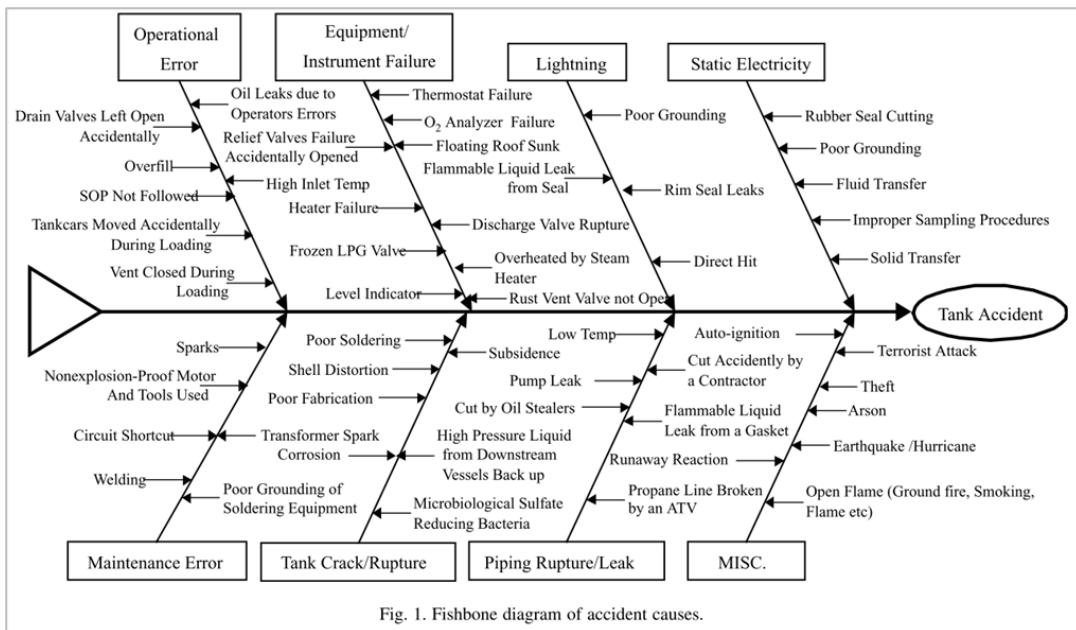 Operational
Error
Equipment/
Instrument Failure
Lightning
Static Electricity
Oil Leaks due to
Operators Errors
Drain Valves Left Open
Accidentally
Overfill
High Inlet Temp
SOP Not Followed
Tankcars Moved Accidentally
During Loading
Vent Closed During
Loading
Thermostat Failure
O2 Analyzer Failure
Relief Valves Failure
Accidentally Opened
Floating Roof Sunk
Heater Failure
Discharge Valve Rupture
Frozen LPG Valve
Overheated by Steam
Heater
Level Indicator
Rust Vent Valve not Open
Poor Grounding
Flammable Liquid Leak
from Seal
Rim Seal Leaks
Direct Hit
Rubber Seal Cutting
Poor Grounding
Fluid Transfer
Improper Sampling Procedures
Solid Transfer
Tank Accident
Sparks
Nonexplosion-Proof Motor
And Tools Used
Circuit Shortcut
Transformer Spark
Welding
Poor Grounding of
Soldering Equipment
Maintenance Error
Poor Soldering
Subsidence
Shell Distortion
Poor Fabrication
Corrosion
High Pressure Liquid
from Downstream
Vessels Back up
Microbiological Sulfate
Reducing Bacteria
Tank Crack/Rupture
Low Temp
Cut Accidently by
a Contractor
Pump Leak
Cut by Oil Stealers
Flammable Liquid
Leak from a Gasket
Propane Line Broken
by an ATV
Piping Rupture/Leak
Auto-ignition
Terrorist Attack
Theft
Arson
Earthquake /Hurricane
Runaway Reaction
Open Flame (Ground fire, Smoking,
Flame etc)
MISC.
Fig. 1. Fishbone diagram of accident causes.